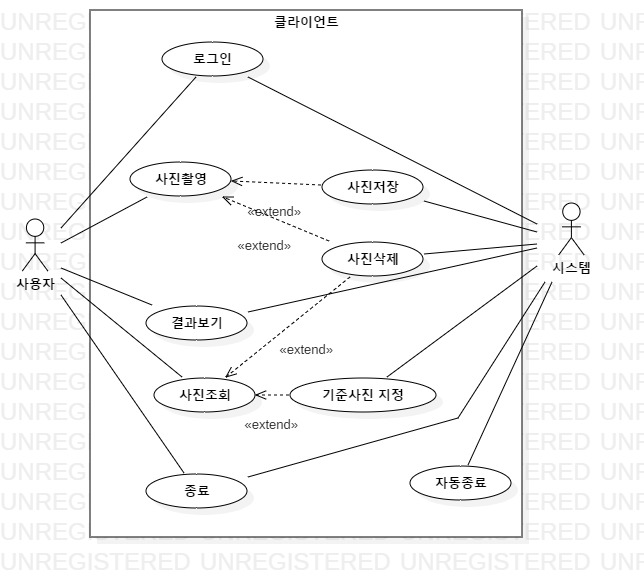 클라이언트
로그인
사진촬영
사진저장
«extend»
«extend»
사진삭제
사용자
시스템
결과보기
«extend»
사진조회
기준사진 지정
«extend»
종료
자동종료
UNREGISTERED UNREGISTERED UNREGISTERED UNR